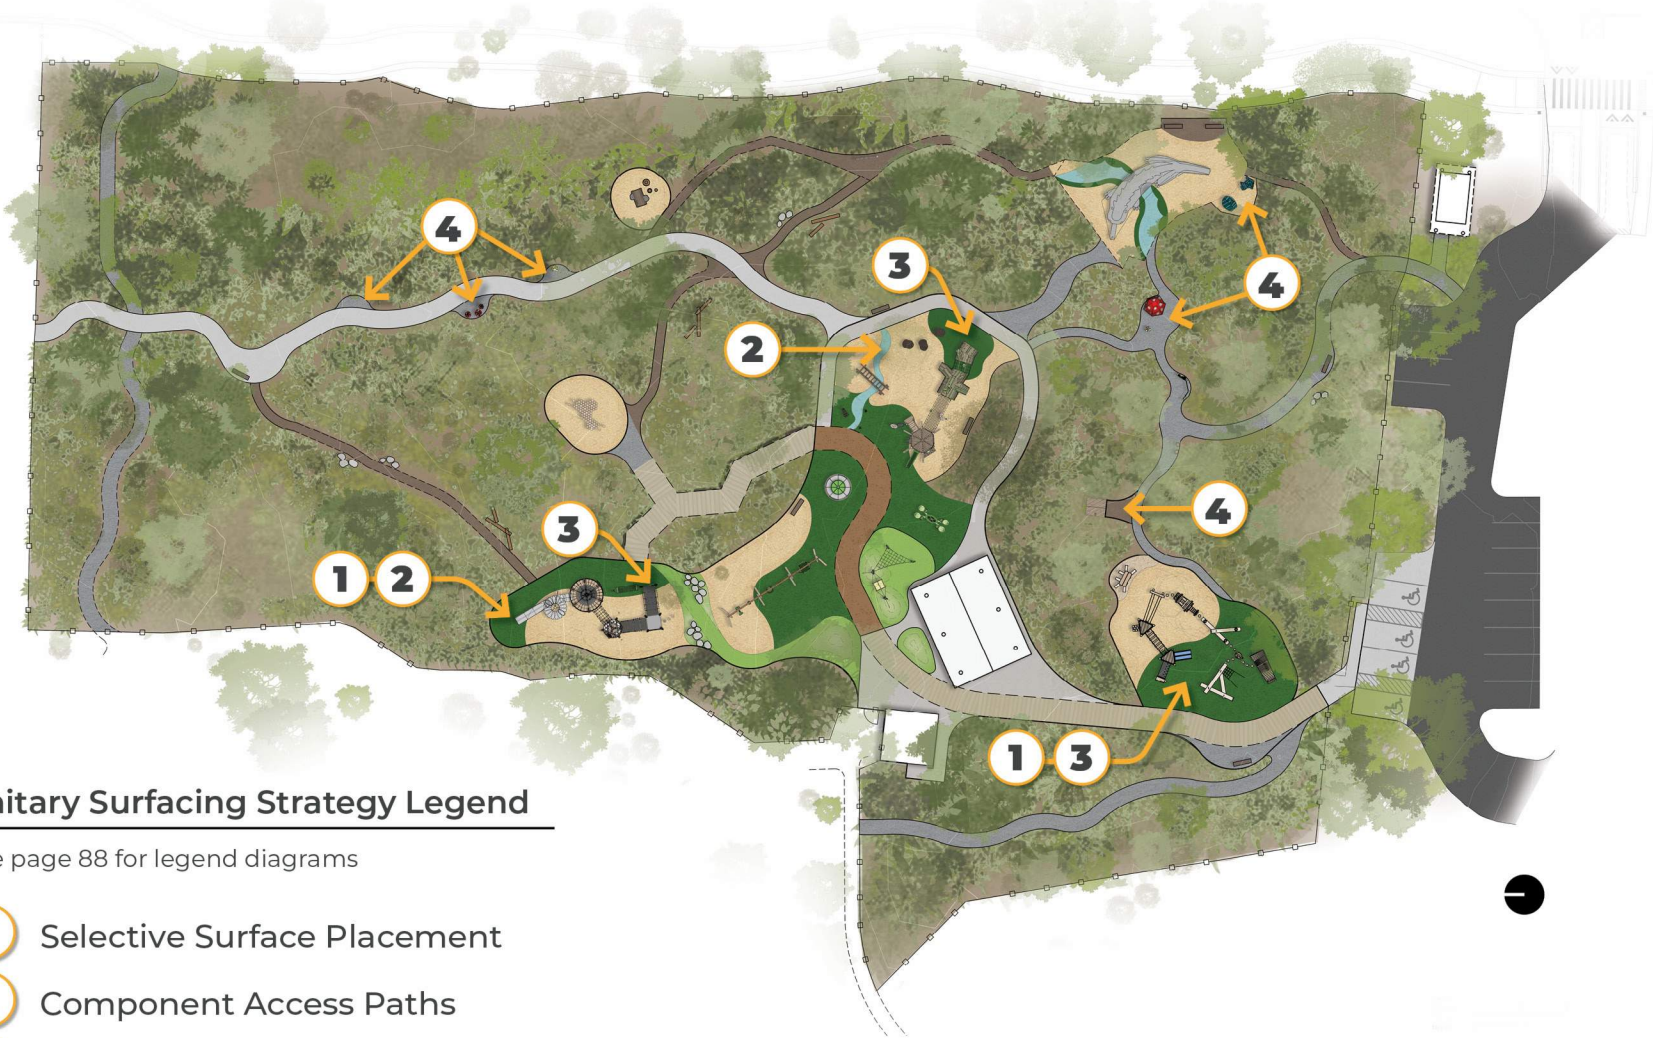 4
3
4
2
4
3
1 2
1 3
nitary Surfacing Strategy Legend
e page 88 for legend diagrams
Selective Surface Placement
Component Access Paths